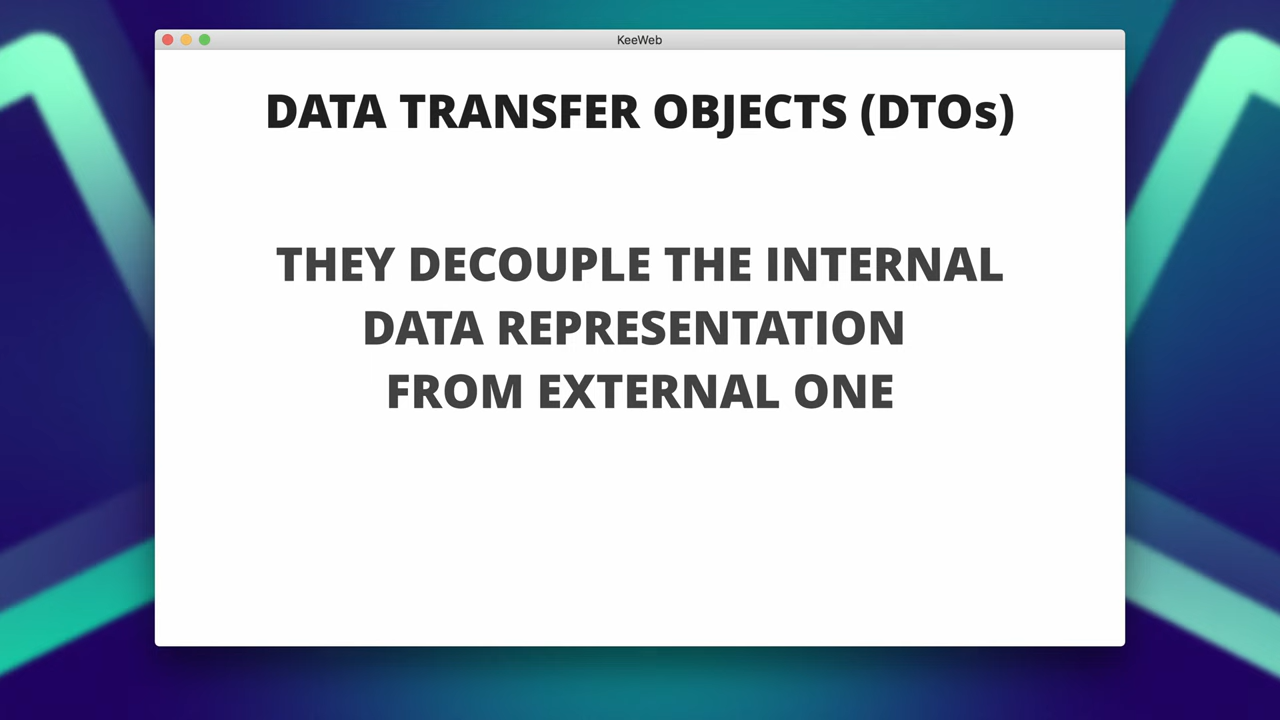 KeeWeb
DATA TRANSFER OBJECTS (DTOs)
THEY DECOUPLE THE INTERNAL
DATA REPRESENTATION
FROM EXTERNAL ONE